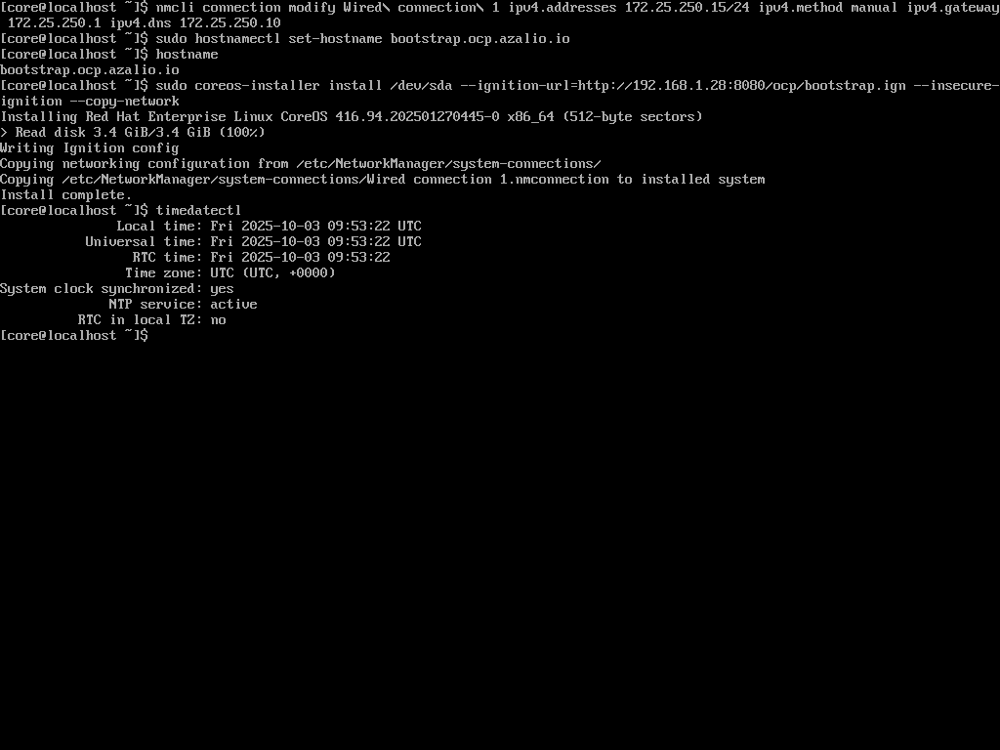 [core@localhost ~]$ nmcli connection modify Wired\ connection\ 1 ipv4.addresses 172.25.250.15/24 ipv4.method manual ipv4.gateway
 172.25.250.1 ipv4.dns 172.25.250.10
[core@localhost ~]$ sudo hostnamectl set-hostname bootstrap.ocp.azalio.io
[core@localhost ~]$ hostname
bootstrap.ocp.azalio.io
[core@localhost ~]$ sudo coreos-installer install /dev/sda --ignition-url=http://192.168.1.28:8080/ocp/bootstrap.ign --insecure-
ignition --copy-network
Installing Red Hat Enterprise Linux CoreOS 416.94.202501270445-0 x86_64 (512-byte sectors)
> Read disk 3.4 GiB/3.4 GiB (100%)
Writing Ignition config
Copying networking configuration from /etc/NetworkManager/system-connections/
Copying /etc/NetworkManager/system-connections/Wired connection 1.nmconnection to installed system
Install complete.
[core@localhost ~]$ timedatectl
               Local time: Fri 2025-10-03 09:53:22 UTC
           Universal time: Fri 2025-10-03 09:53:22 UTC
                 RTC time: Fri 2025-10-03 09:53:22
                Time zone: UTC (UTC, +0000)
System clock synchronized: yes
              NTP service: active
          RTC in local TZ: no
[core@localhost ~]$